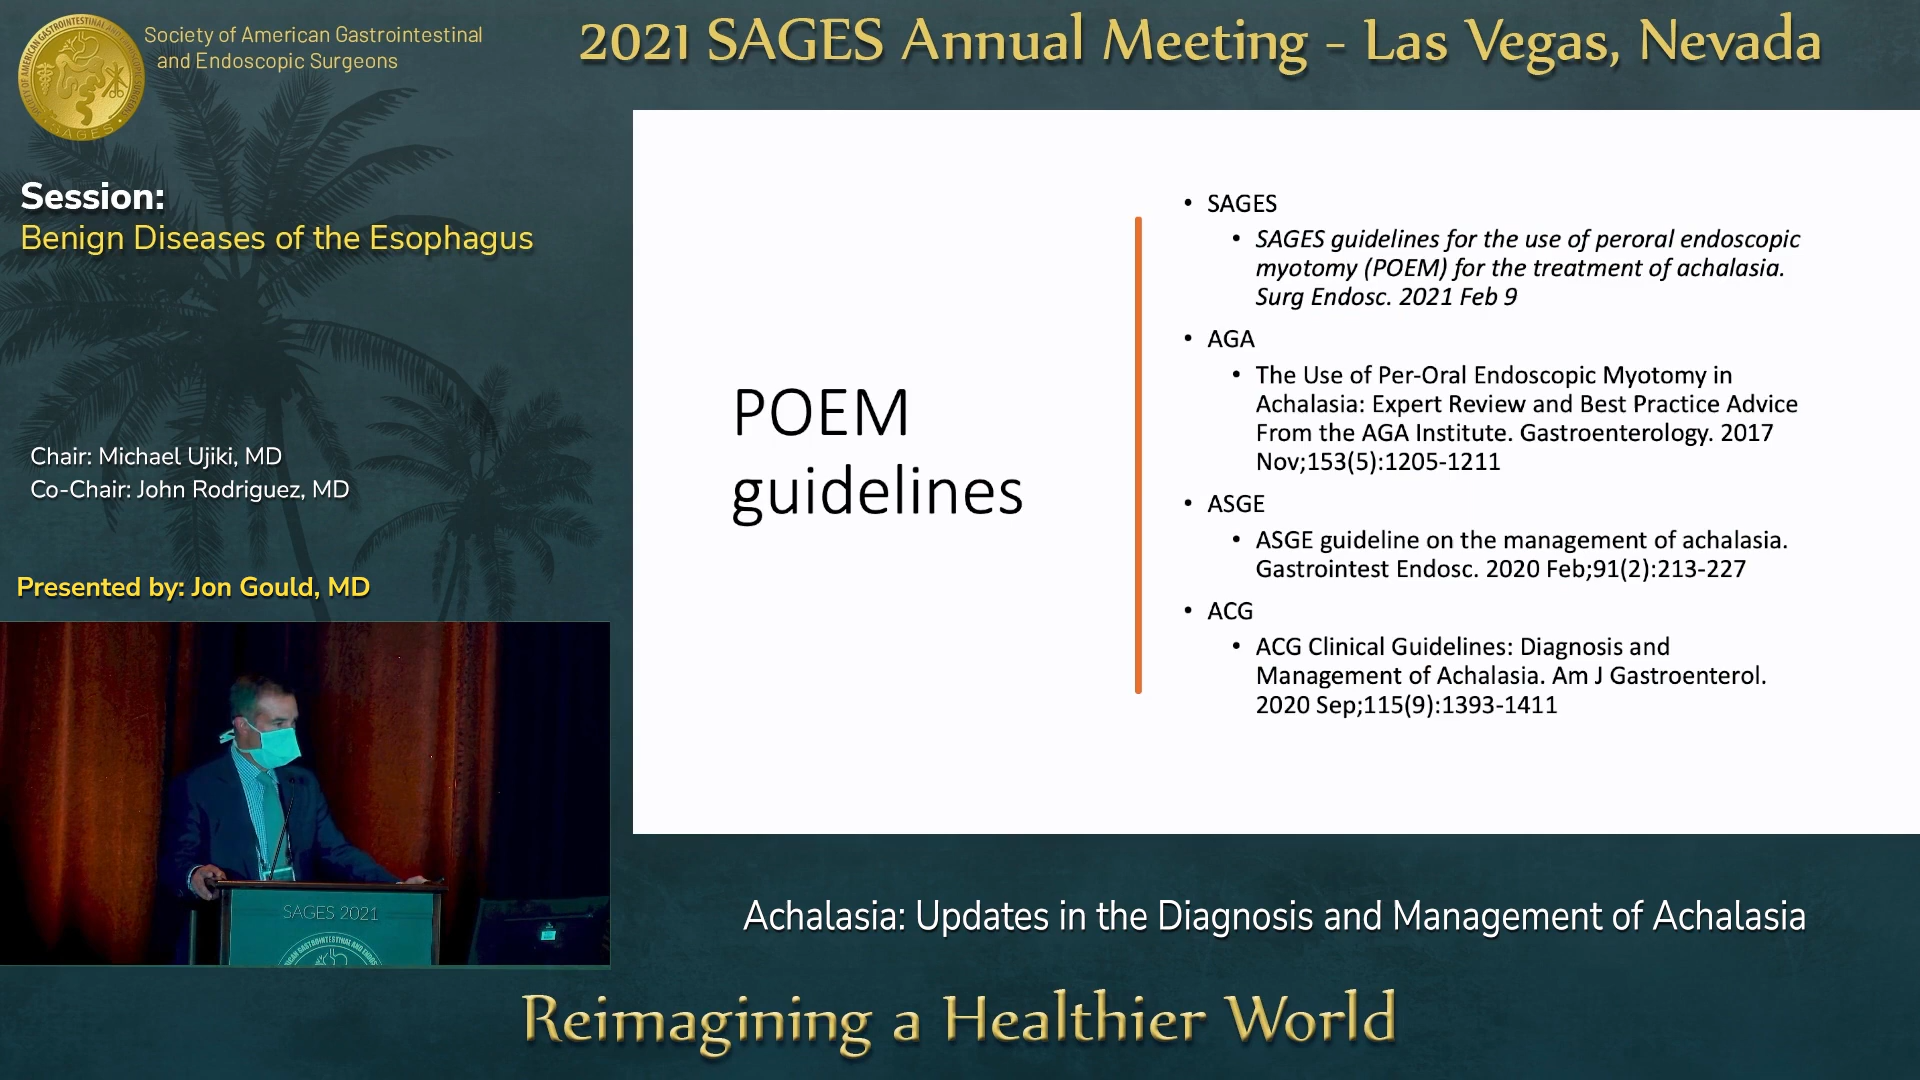 Society of American Gastrointestinal
and Endoscopic Surgeons
2021 SAGES Annual Meeting - Las Vegas, Nevada
SAGES
Session:
Benign Diseases of the Esophagus
Chair: Michael Ujiki, MD
Co-Chair: John Rodriguez, MD
Presented by: Jon Gould, MD
SAGES 2021
POEM
guidelines
• SAGES
• SAGES guidelines for the use of peroral endoscopic
myotomy (POEM) for the treatment of achalasia.
Surg Endosc. 2021 Feb 9
• AGA
• The Use of Per-Oral Endoscopic Myotomy in
Achalasia: Expert Review and Best Practice Advice
From the AGA Institute. Gastroenterology. 2017
Nov;153(5):1205-1211
• ASGE
• ASGE guideline on the management of achalasia.
Gastrointest Endosc. 2020 Feb;91(2):213-227
• ACG
• ACG Clinical Guidelines: Diagnosis and
Management of Achalasia. Am J Gastroenterol.
2020 Sep;115(9):1393-1411
Achalasia: Updates in the Diagnosis and Management of Achalasia
Reimagining a Healthier World